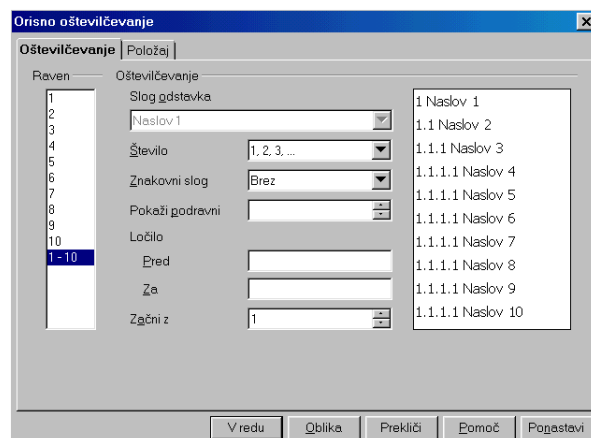 Orisno oštevilčevanje
Oštevilčevanje Položaj
Raven
1
2
3
4
5
6
7
8
9
10
1 - 10
Oštevilčevanje
Slog odstavka
Naslov 1
Število 1, 2, 3, ...
Znakovni slog Brez
Pokaži podravni
Ločilo
Pred
Za
Začni z 1
1 Naslov 1
1.1 Naslov 2
1.1.1 Naslov 3
1.1.1.1 Naslov 4
1.1.1.1 Naslov 5
1.1.1.1 Naslov 6
1.1.1.1 Naslov 7
1.1.1.1 Naslov 8
1.1.1.1 Naslov 9
1.1.1.1 Naslov 10
V redu Oblika Prekliči Pomoč Ponastavi